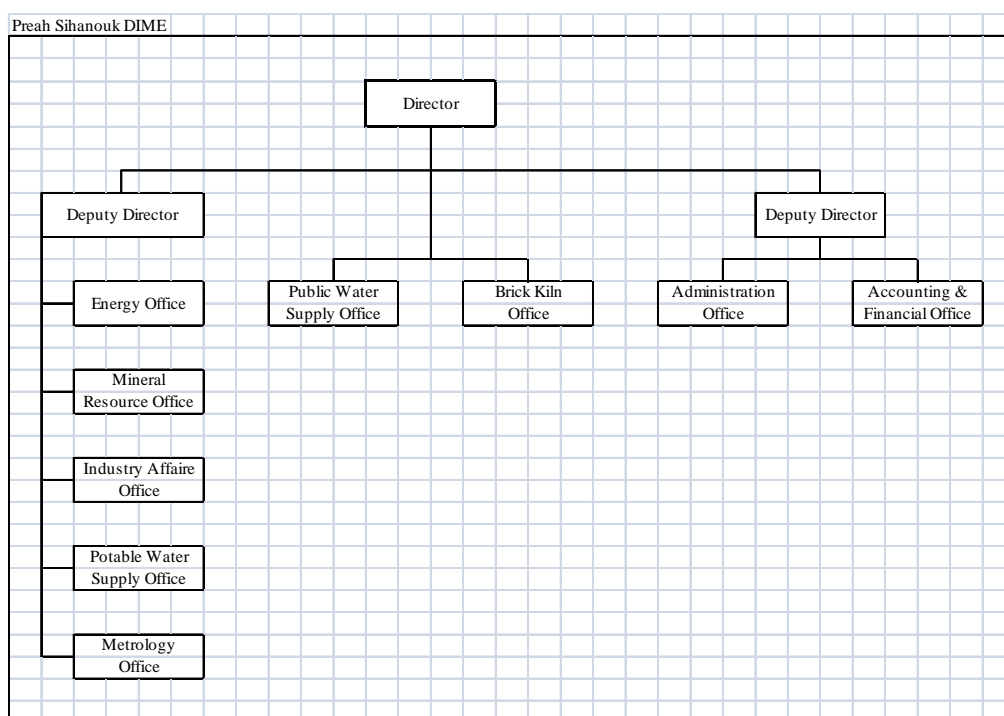 Preah Sihanouk DIME
Director
Deputy Director
Deputy Director
Energy Office
Public Water
Supply Office
Brick Kiln
Office
Administration
Office
Accounting &
Financial Office
Mineral
Resource Office
Industry Affaire
Office
Potable Water
Supply Office
Metrology
Office